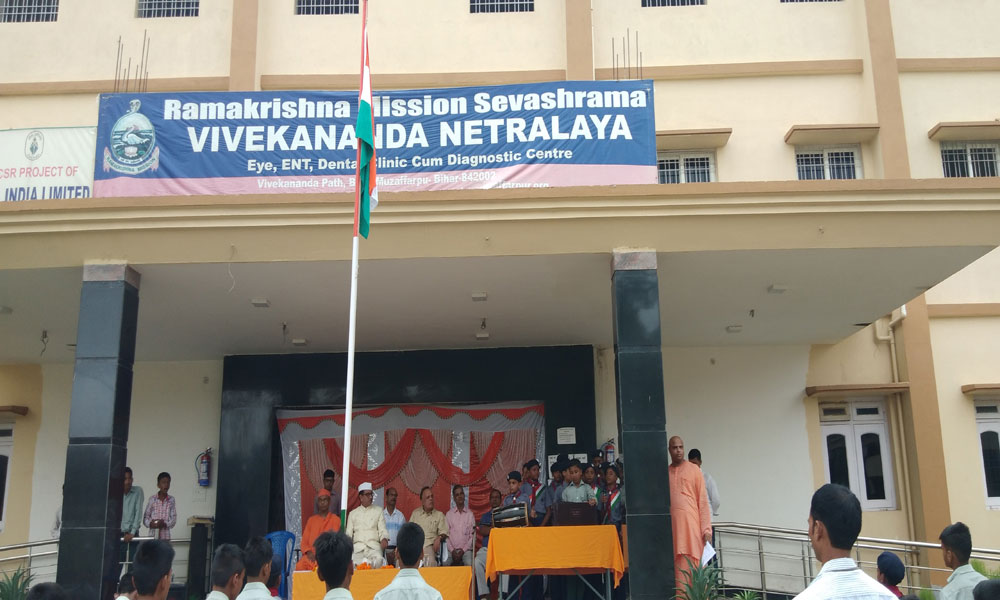 Ramakrishna Mission Sevashrama
VIVEKANANDA NETRALAYA
Eye, ENT, Dental Clinic Cum Diagnostic Centre
Vivekananda Path, Muzaffarpu- Bihar-842002
CSR PROJECT OF
INDIA LIMITED